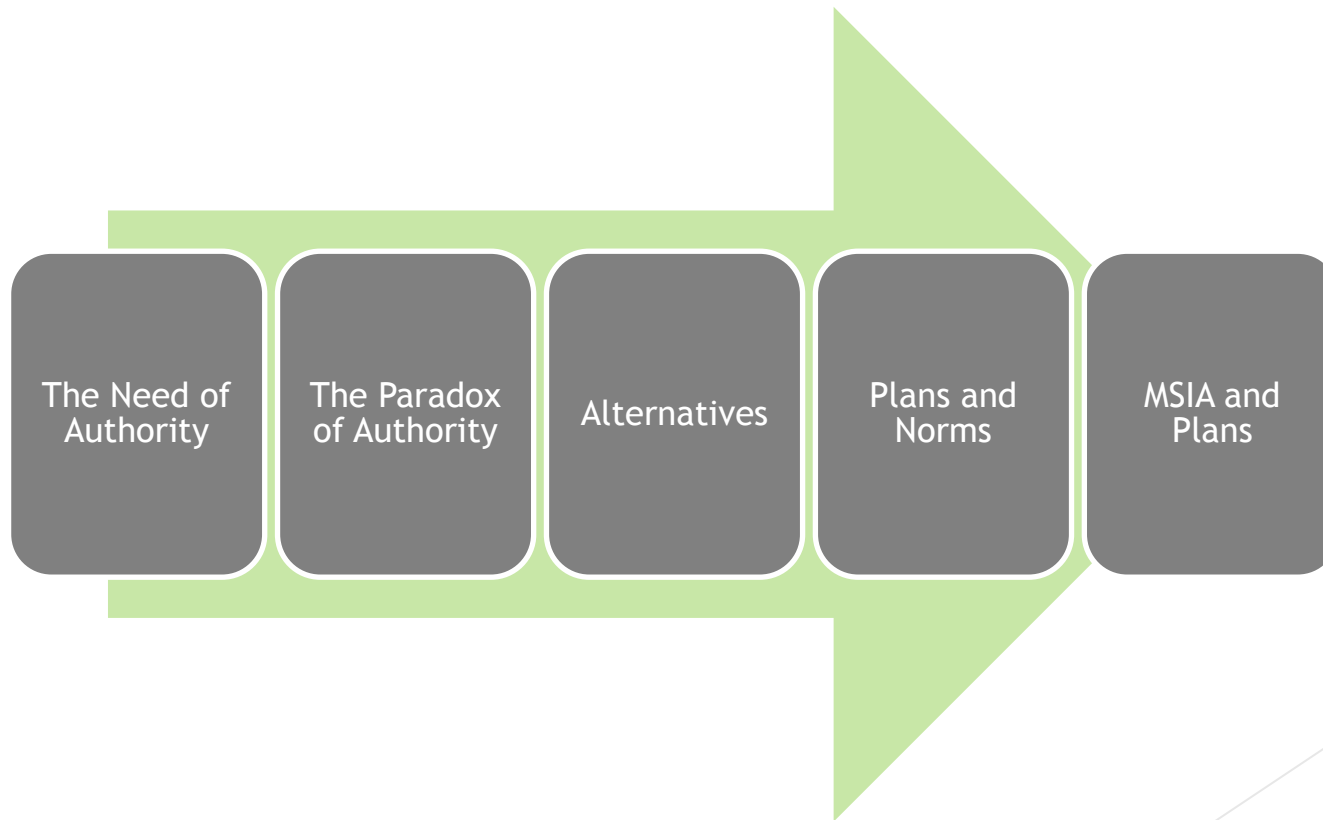 The Need of
Authority
The Paradox
of Authority
Alternatives
Plans and
Norms
MSIA and
Plans